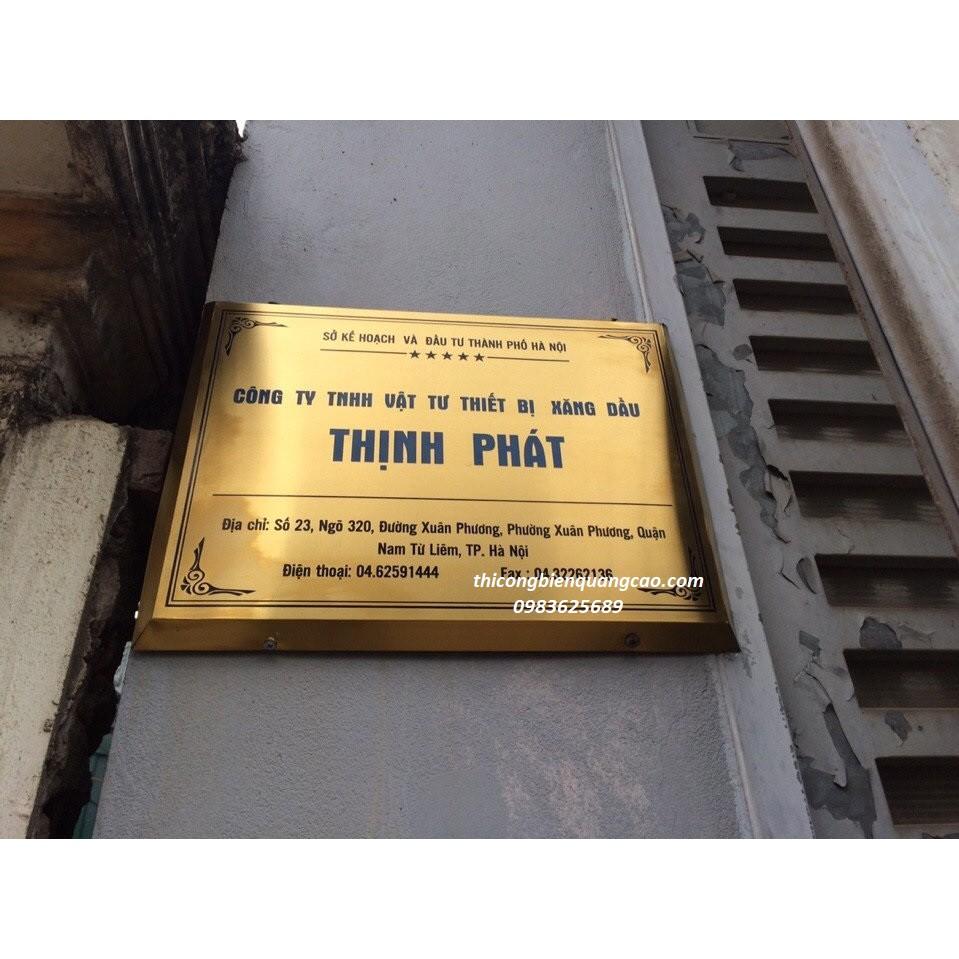 SỞ KẾ HOẠCH VÀ ĐẦU TƯ THÀNH PHỐ HÀ NỘI
★★★★★
CÔNG TY TNHH VẬT TƯ THIẾT BỊ XĂNG DẦU
THỊNH PHÁT
Địa chỉ: Số 23, Ngõ 320, Đường Xuân Phương, Phường Xuân Phương, Quận
Nam Từ Liêm, TP. Hà Nội
Điện thoại: 04.62591444 Fax : 04.32262136
thicongbienquangcao.com
0983625689